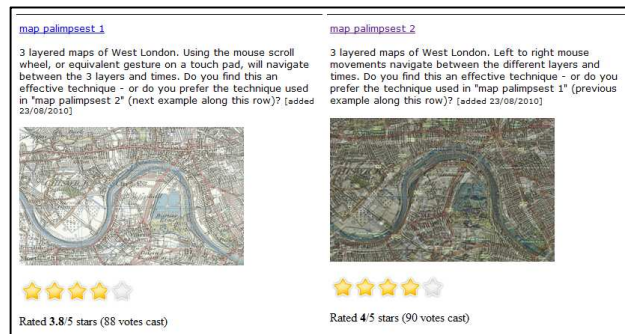 map palimpsest 1
3 layered maps of West London. Using the mouse scroll
wheel, or equivalent gesture on a touch pad, will navigate
between the 3 layers and times. Do you find this an
effective technique - or do you prefer the technique used
in "map palimpsest 2" (next example along this row)? [added
23/08/2010]
Rated 3.8/5 stars (88 votes cast)
map palimpsest 2
3 layered maps of West London. Left to right mouse
movements navigate between the different layers and
times. Do you find this an effective technique - or do you
prefer the technique used in "map palimpsest 1" (previous
example along this row)? [added 23/08/2010]
Rated 4/5 stars (90 votes cast)